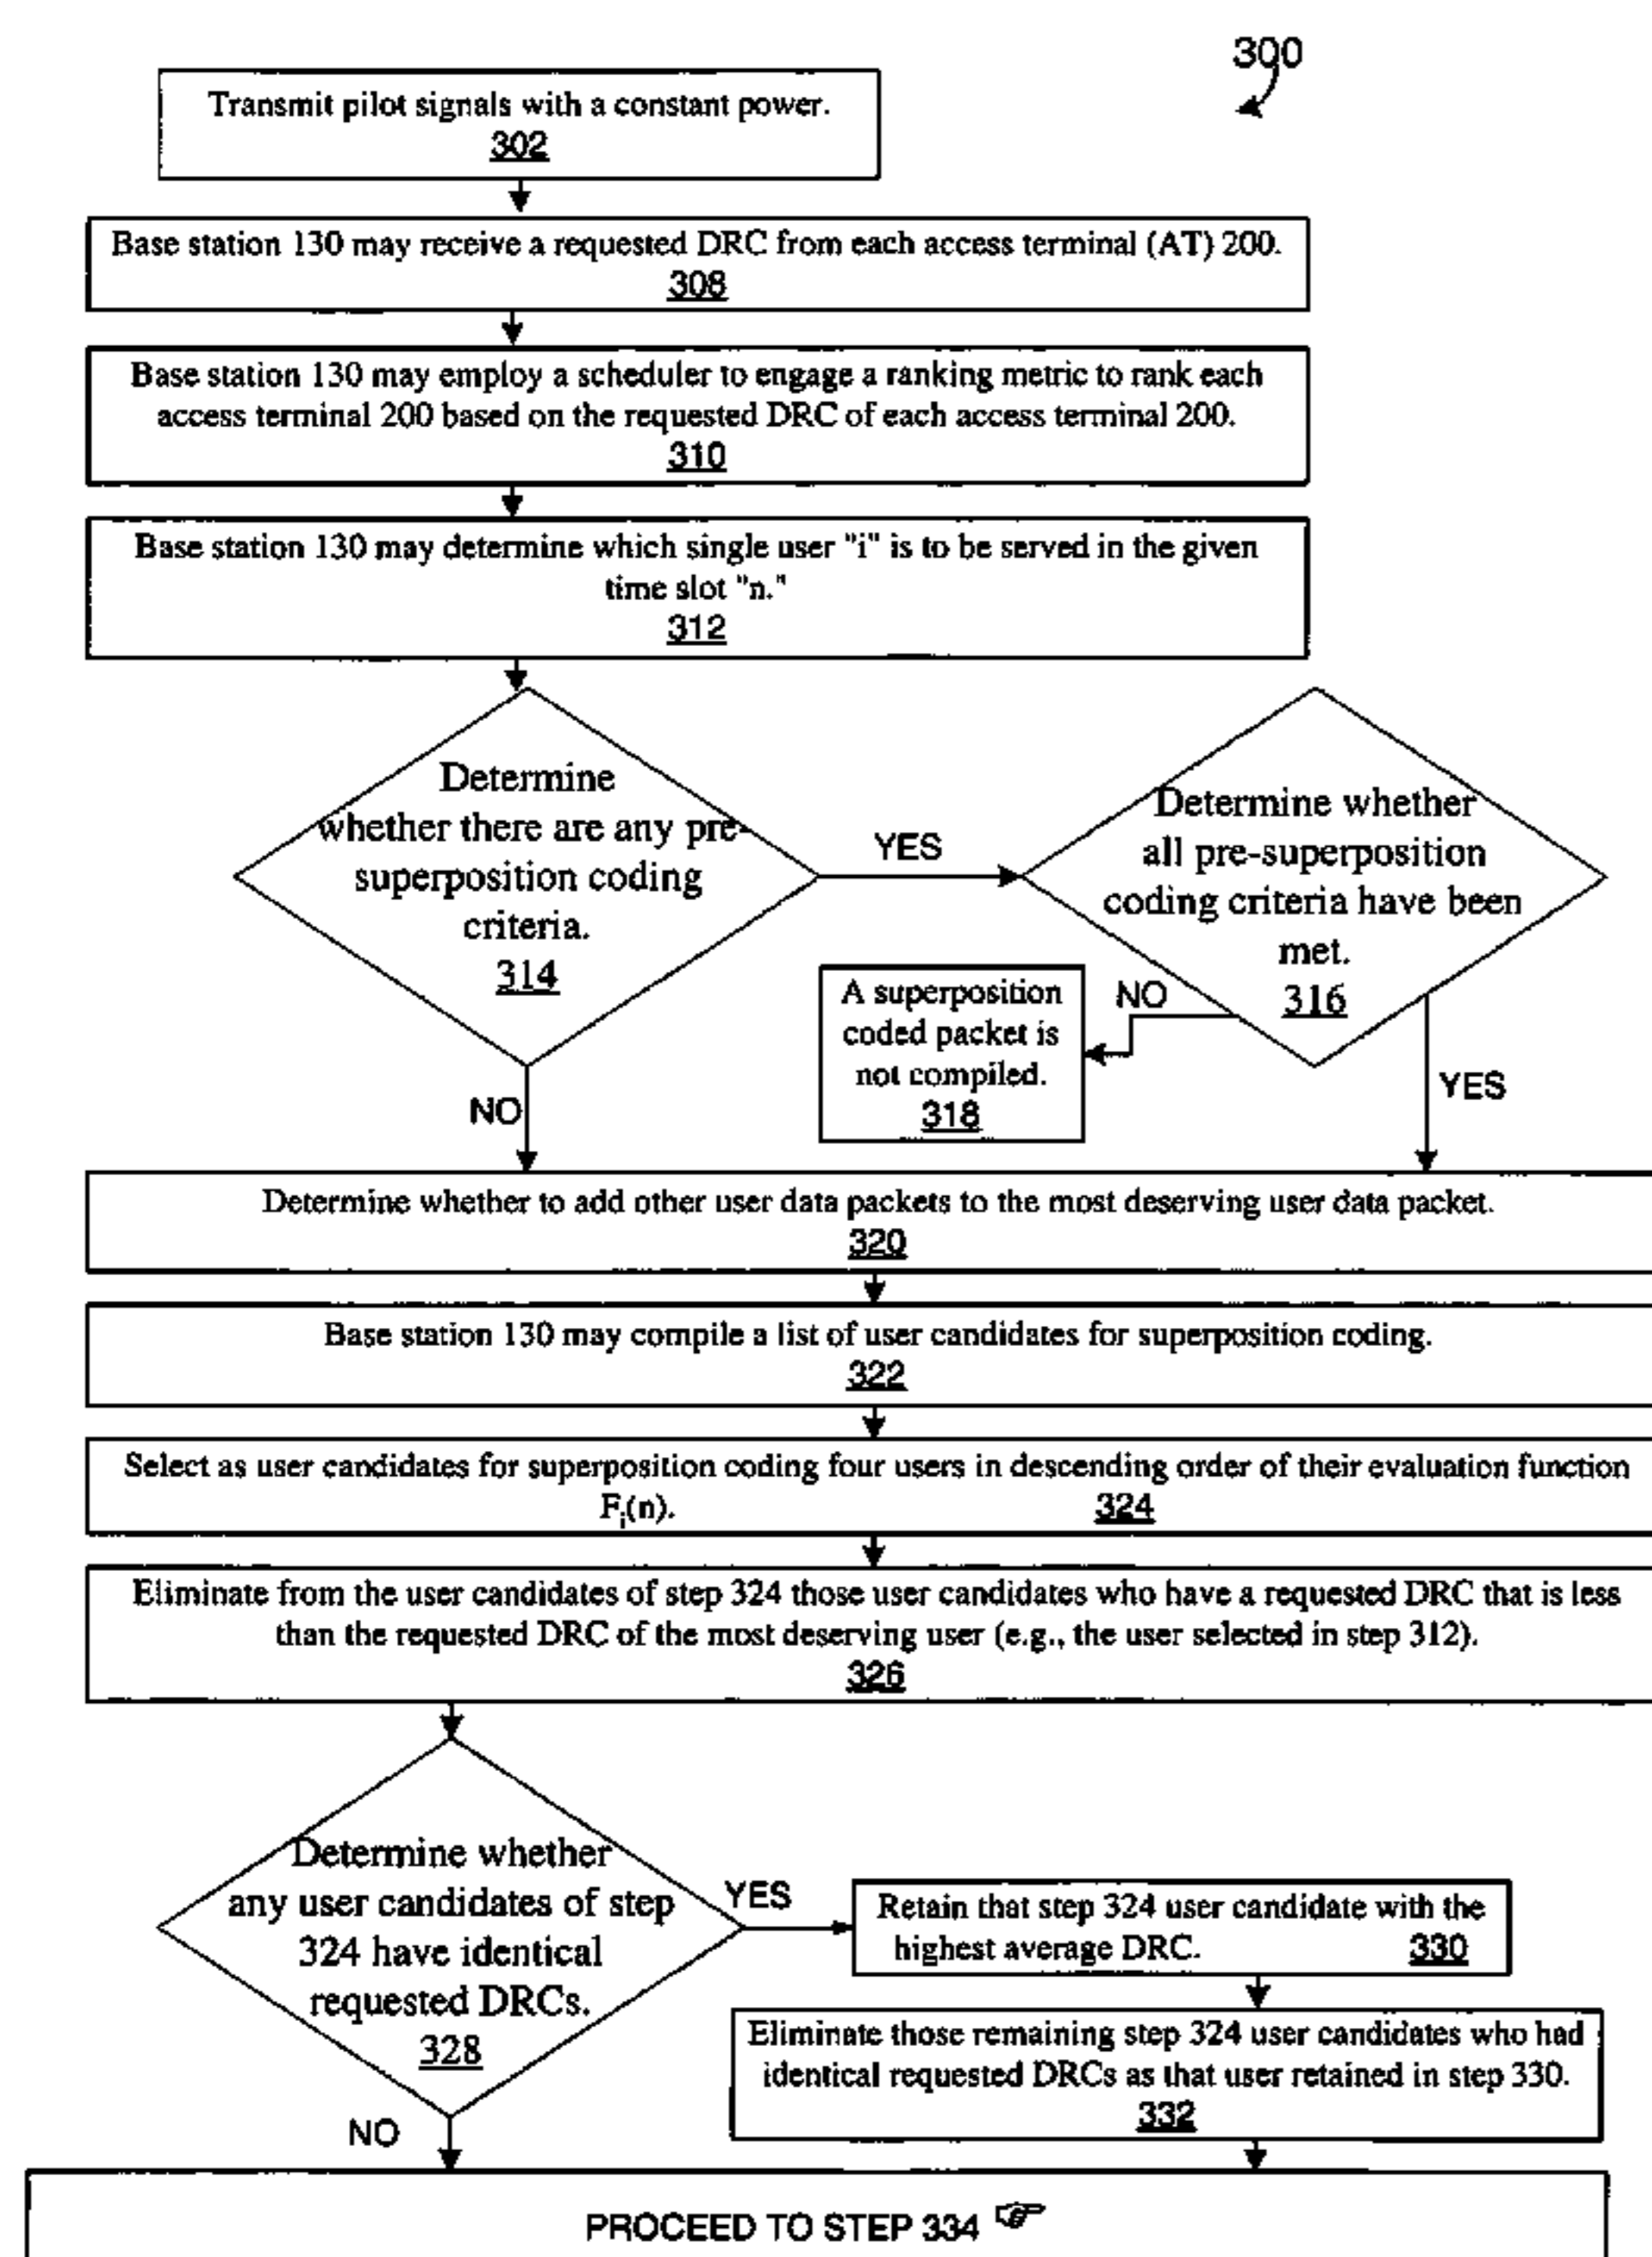 300
Transmit pilot signals with a constant power.
302
Base station 130 may receive a requested DRC from each access terminal (AT) 200.
308
Base station 130 may employ a scheduler to engage a ranking metric to rank each
access terminal 200 based on the requested DRC of each access terminal 200.
310
Base station 130 may determine which single user "i" is to be served in the given
time slot "n."
312
Determine
whether there are any pre-
superposition coding
criteria.
314
YES
Determine whether
all pre-superposition
coding criteria have been
met.
316
NO
A superposition
coded packet is
not compiled.
318
NO
YES
Determine whether to add other user data packets to the most deserving user data packet.
320
Base station 130 may compile a list of user candidates for superposition coding.
322
Select as user candidates for superposition coding four users in descending order of their evaluation function
Fi(n). 324
Eliminate from the user candidates of step 324 those user candidates who have a requested DRC that is less
than the requested DRC of the most deserving user (e.g., the user selected in step 312).
326
Determine whether
any user candidates of step
324 have identical
requested DRCs.
328
YES
Retain that step 324 user candidate with the
highest average DRC. 330
Eliminate those remaining step 324 user candidates who had
identical requested DRCs as that user retained in step 330.
332
NO
PROCEED TO STEP 334 ☞